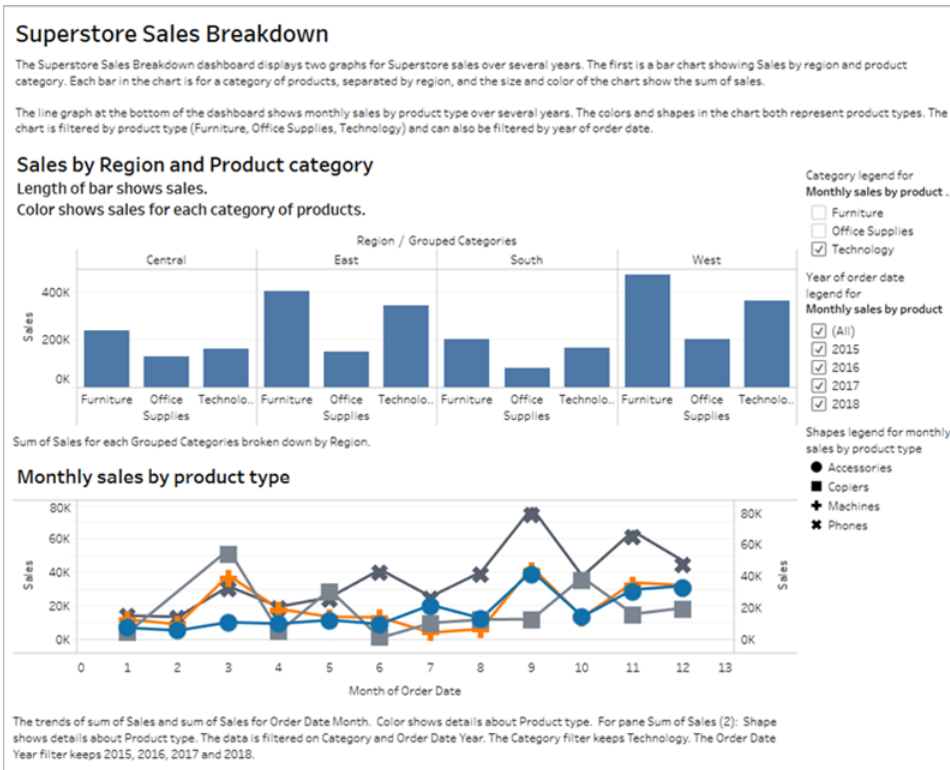 Superstore Sales Breakdown
The Superstore Sales Breakdown dashboard displays two graphs for Superstore sales over several years. The first is a bar chart showing Sales by region and product
category. Each bar in the chart is for a category of products, separated by region, and the size and color of the chart show the sum of sales.
The line graph at the bottom of the dashboard shows monthly sales by product type over several years. The colors and shapes in the chart both represent product types. The
chart is filtered by product type (Furniture, Office Supplies, Technology) and can also be filtered by year of order date.
Sales by Region and Product category
Length of bar shows sales.
Color shows sales for each category of products.
Region / Grouped Categories
Central East South West
400K
200K
0K
Sales
Furniture Office Technolo.. Furniture Office Technolo.. Furniture Office Technolo.. Furniture Office Technolo..
Supplies Supplies Supplies Supplies
Sum of Sales for each Grouped Categories broken down by Region.
Category legend for
Monthly sales by product ..
Furniture
Office Supplies
Technology
Year of order date
legend for
Monthly sales by product
(All)
2015
2016
2017
2018
Shapes legend for monthly
sales by product type
Accessories
Copiers
Machines
Phones
Monthly sales by product type
80K 80K
60K 60K
40K 40K
20K 20K
0K 0K
Sales Sales
0 1 2 3 4 5 6 7 8 9 10 11 12 13
Month of Order Date
The trends of sum of Sales and sum of Sales for Order Date Month. Color shows details about Product type. For pane Sum of Sales (2): Shape
shows details about Product type. The data is filtered on Category and Order Date Year. The Category filter keeps Technology. The Order Date
Year filter keeps 2015, 2016, 2017 and 2018.